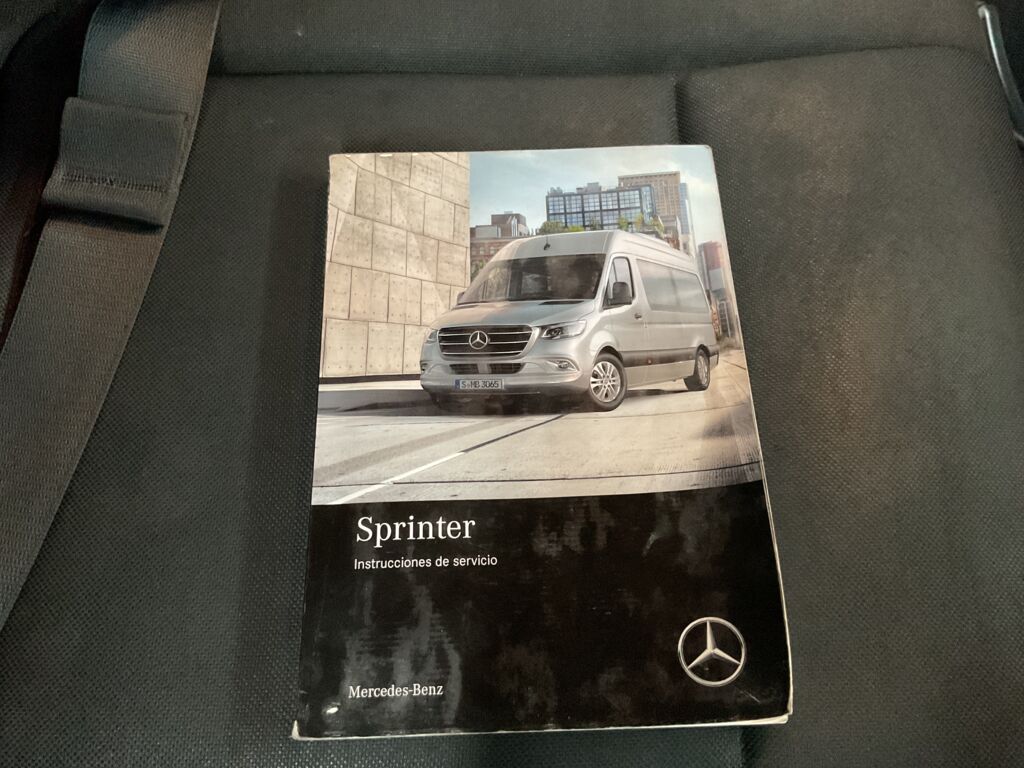 S·MB 3065
Sprinter
Instrucciones de servicio
Mercedes-Benz